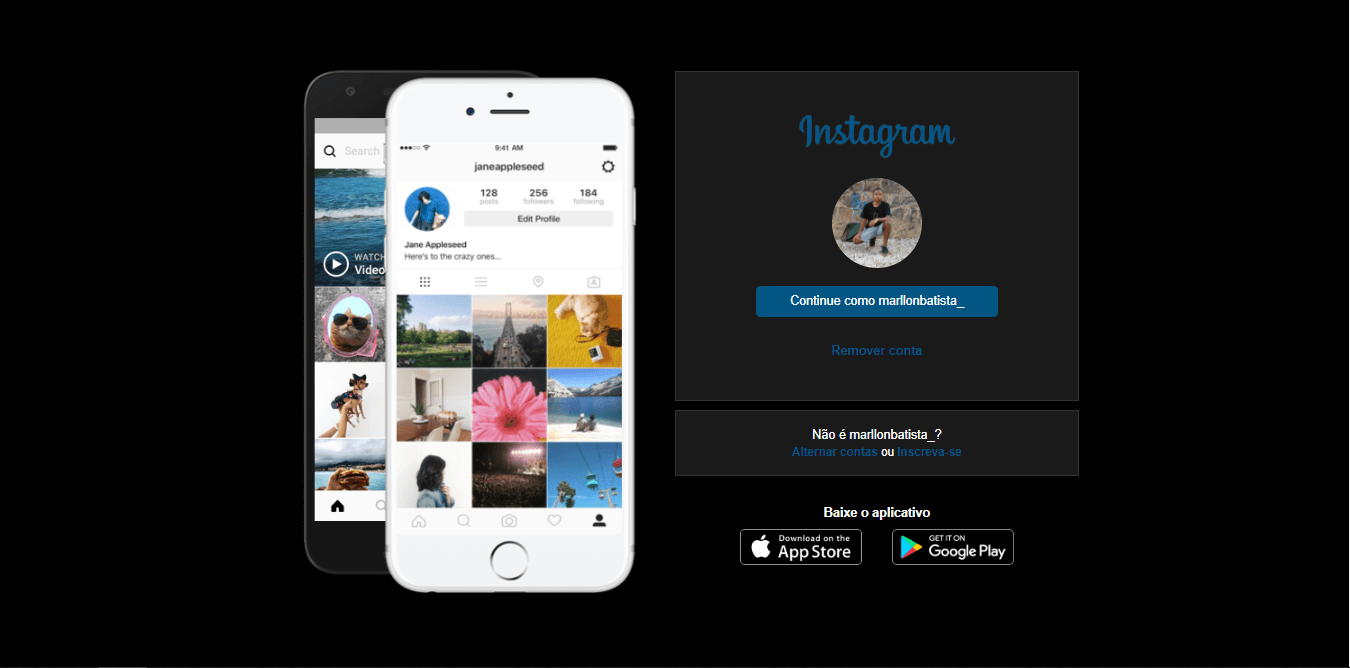 Search
WATCH
Video
9:41 AM
janeappleseed
128 256 184
posts followers following
Edit Profile
Jane Appleseed
Here's to the crazy ones...
Instagram
Continue como marllonbatista_
Remover conta
Não é marllonbatista_?
Alternar contas ou Inscreva-se
Baixe o aplicativo
Download on the
App Store
GET IT ON
Google Play